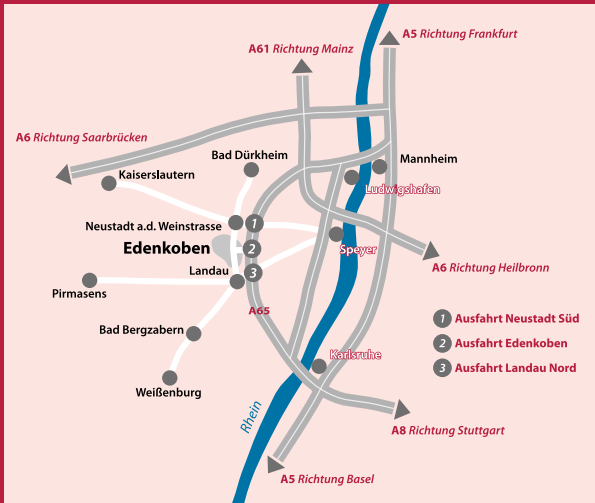 A5 Richtung Frankfurt
A61 Richtung Mainz
A6 Richtung Saarbrücken
Bad Dürkheim
Mannheim
Kaiserslautern
Ludwigshafen
Neustadt a.d. Weinstrasse
1
Edenkoben
2
Speyer
Landau
3
A6 Richtung Heilbronn
Pirmasens
A65
1 Ausfahrt Neustadt Süd
Bad Bergzabern
2 Ausfahrt Edenkoben
Karlsruhe
3 Ausfahrt Landau Nord
Weißenburg
Rhein
A8 Richtung Stuttgart
A5 Richtung Basel